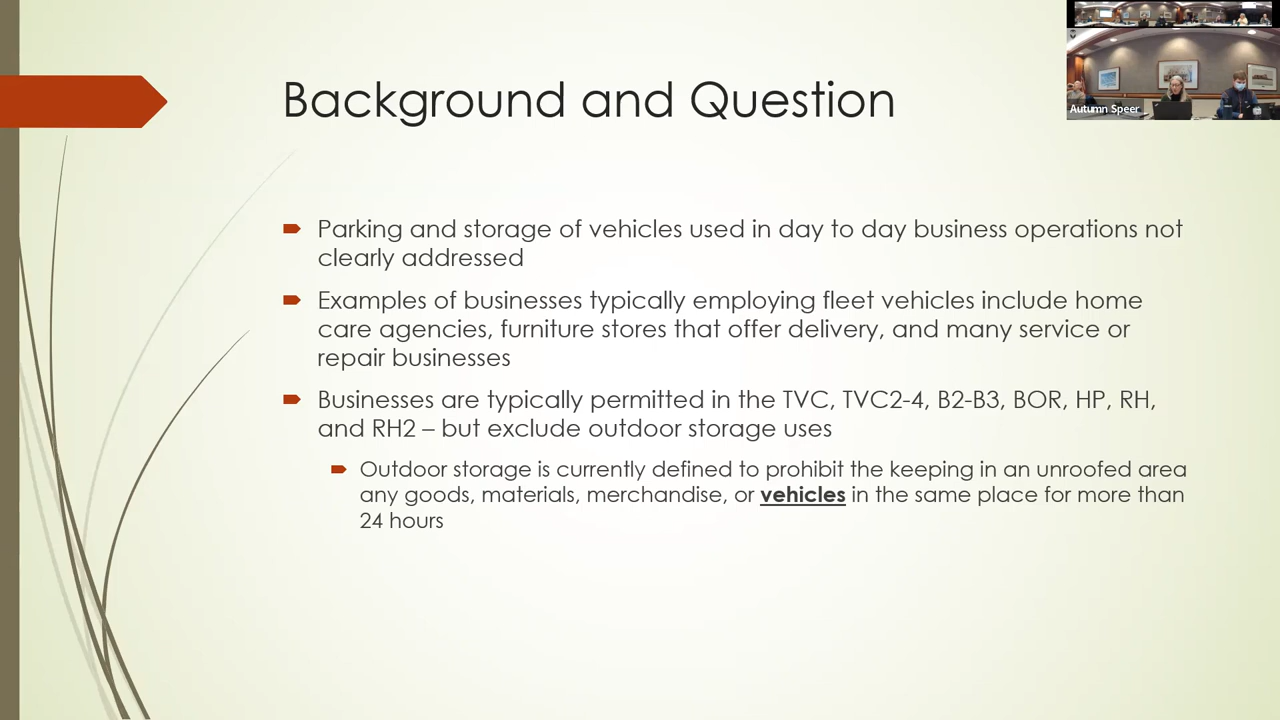 Background and Question
Autumn Speer
Parking and storage of vehicles used in day to day business operations not
clearly addressed
Examples of businesses typically employing fleet vehicles include home
care agencies, furniture stores that offer delivery, and many service or
repair businesses
Businesses are typically permitted in the TVC, TVC2-4, B2-B3, BOR, HP, RH,
and RH2 – but exclude outdoor storage uses
Outdoor storage is currently defined to prohibit the keeping in an unroofed area
any goods, materials, merchandise, or vehicles in the same place for more than
24 hours